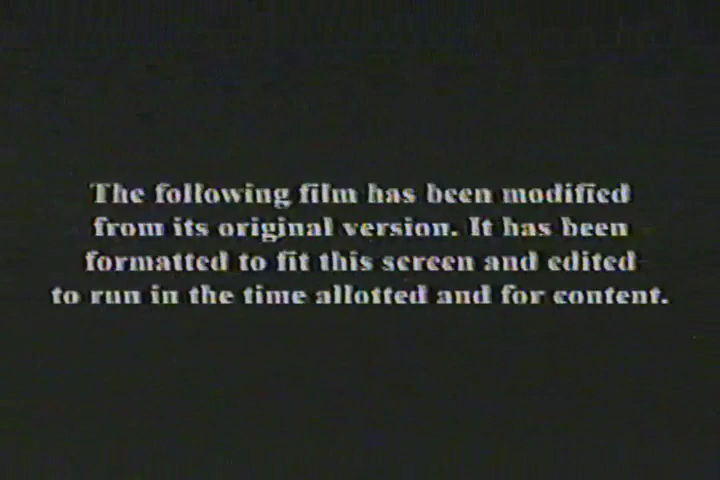 The following film has been modified
from its original version. It has been
formatted to fit this screen and edited
to run in the time allotted and for content.